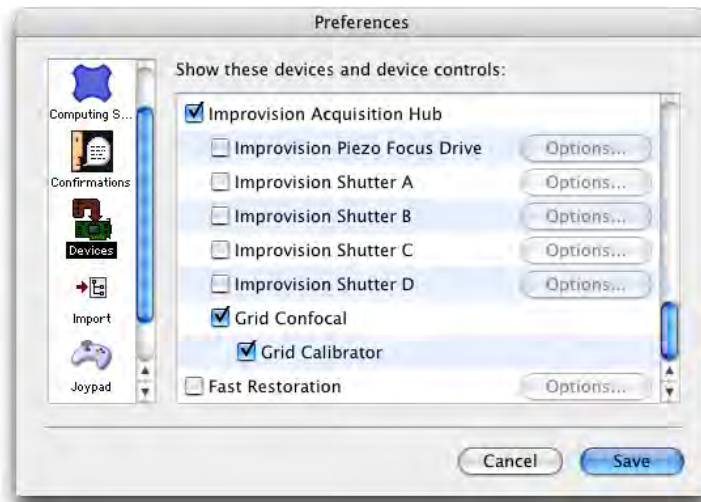 Preferences
Show these devices and device controls:
Computing S...
Confirmations
Devices
Import
Joypad
Improvision Acquisition Hub
Improvision Piezo Focus Drive Options...
Improvision Shutter A Options...
Improvision Shutter B Options...
Improvision Shutter C Options...
Improvision Shutter D Options...
Grid Confocal
Grid Calibrator
Fast Restoration Options...
Cancel Save